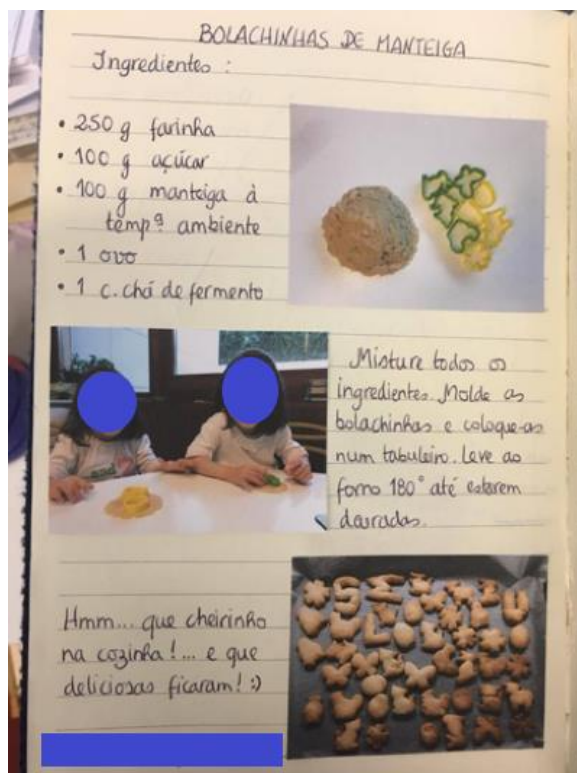 BOLACHINHAS DE MANTEIGA
Ingredientes :
• 250 g farinha
• 100 g açúcar
• 100 g manteiga à
tempª ambiente
• 1 ovo
• 1 c. chá de fermento
Misture todos os
ingredientes. Molde as
bolachinhas e coloque-as
num tabuleiro. Leve ao
forno 180° até estarem
douradas.
Hmm... que cheirinho
na cozinha!... e que
deliciosas ficaram! :)